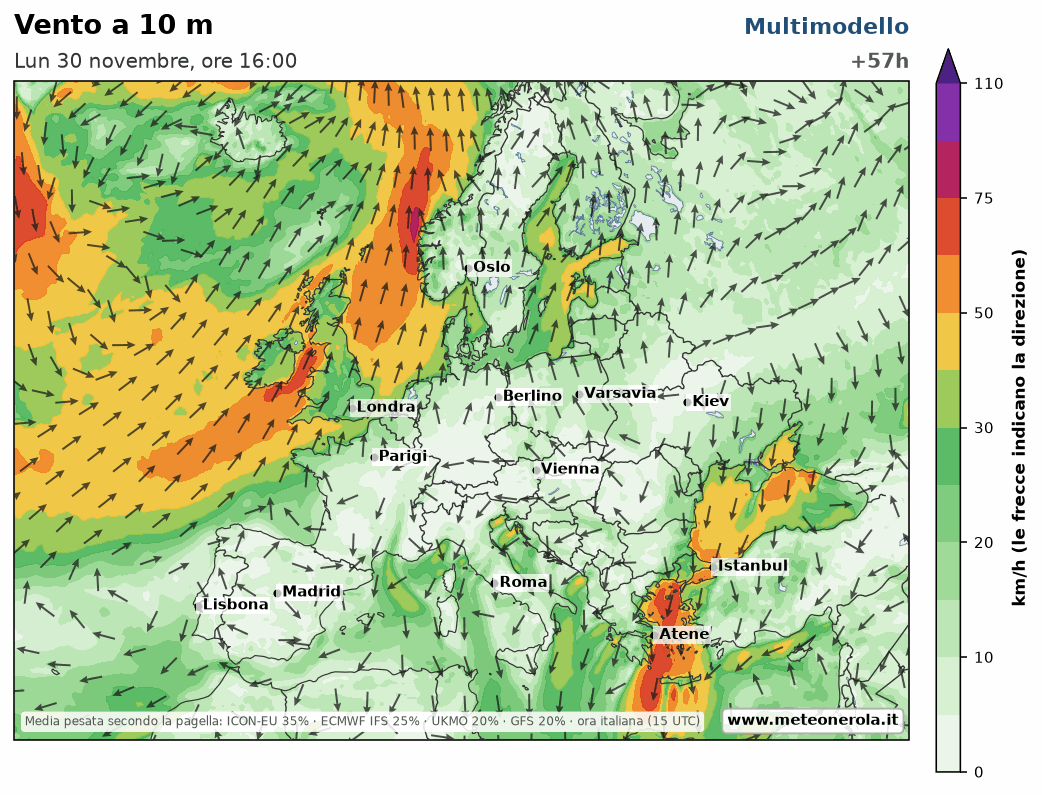 Vento a 10 m
Multimodello
Lun 30 novembre, ore 16:00
+57h
110
75
50
30
20
10
0
km/h (le frecce indicano la direzione)
Oslo
Londra
Berlino
Varsavia
Kiev
Parigi
Vienna
Istanbul
Roma
Madrid
Lisbona
Atene
Media pesata secondo la pagella: ICON-EU 35% · ECMWF IFS 25% · UKMO 20% · GFS 20% · ora italiana (15 UTC)
www.meteonerola.it